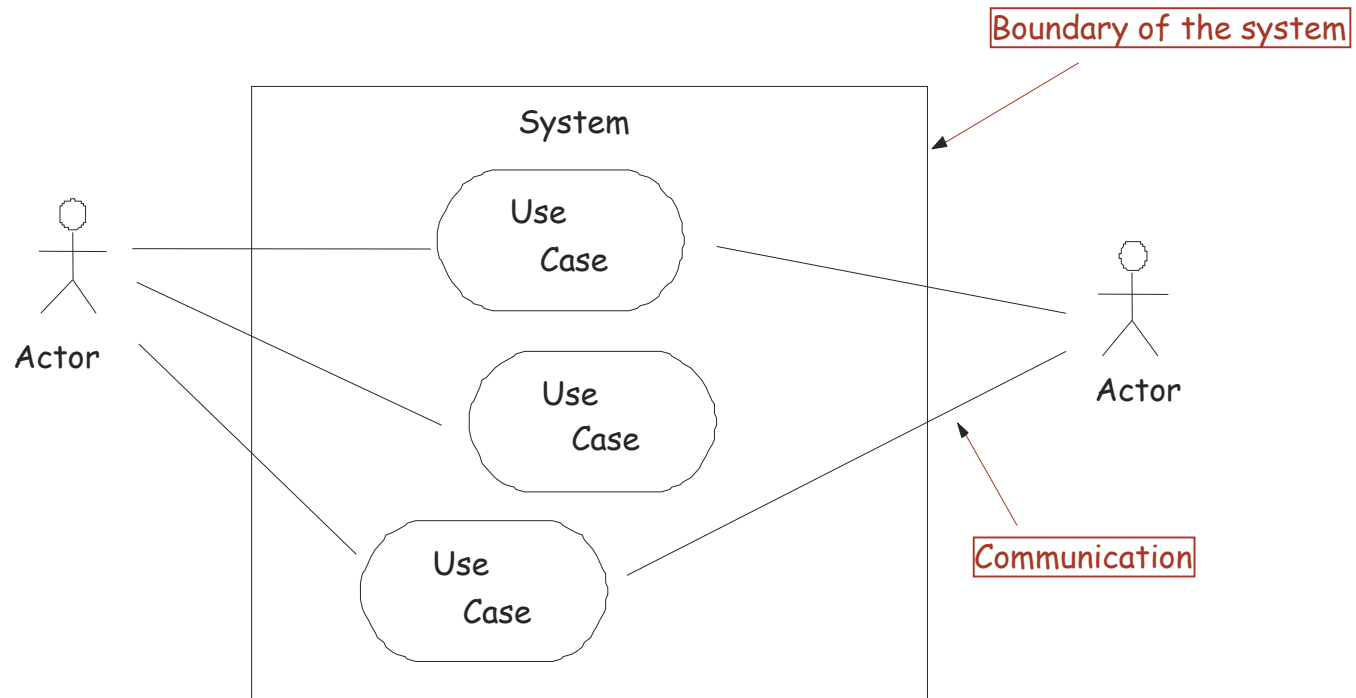 Boundary of the system
System
Use
Case
Actor
Use
Case
Actor
Use
Case
Communication